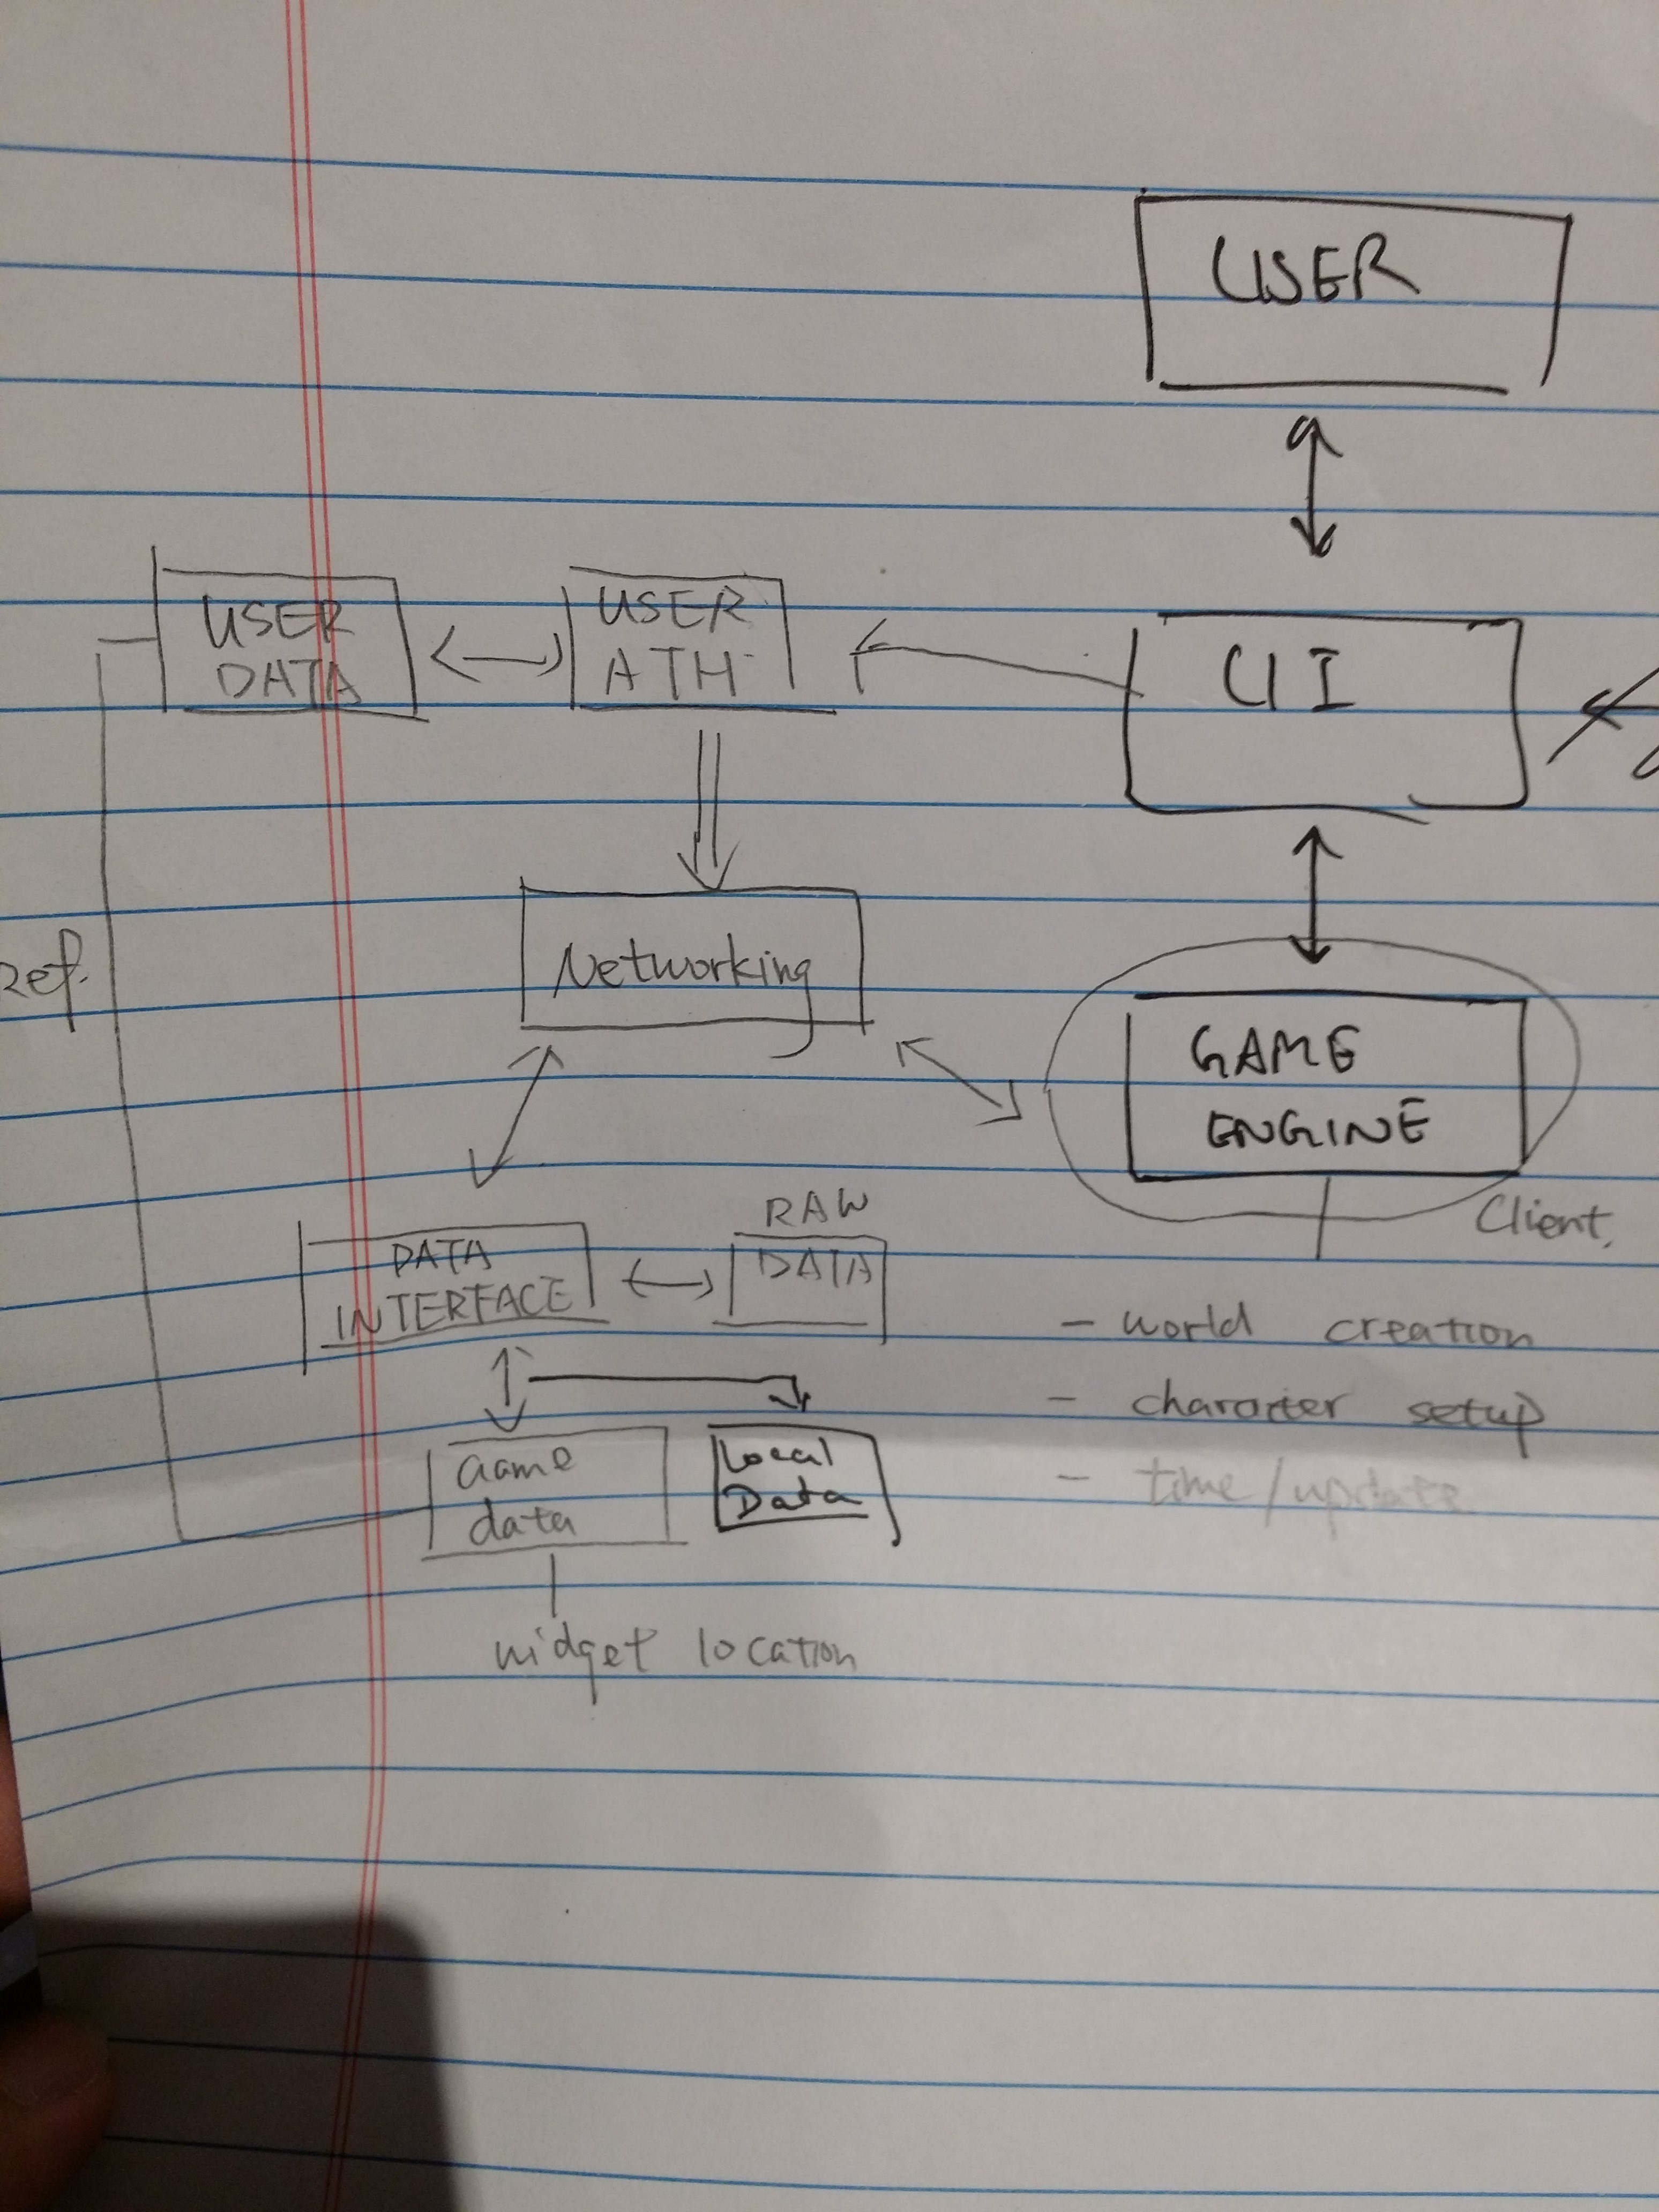 USER
USER
DATA
USER
ATH
UI
Networking
ref.
GAME
ENGINE
Client.
RAW
DATA
DATA
INTERFACE
- world creation
- character setup
- time/update
Game
data
Local
Data
widget location